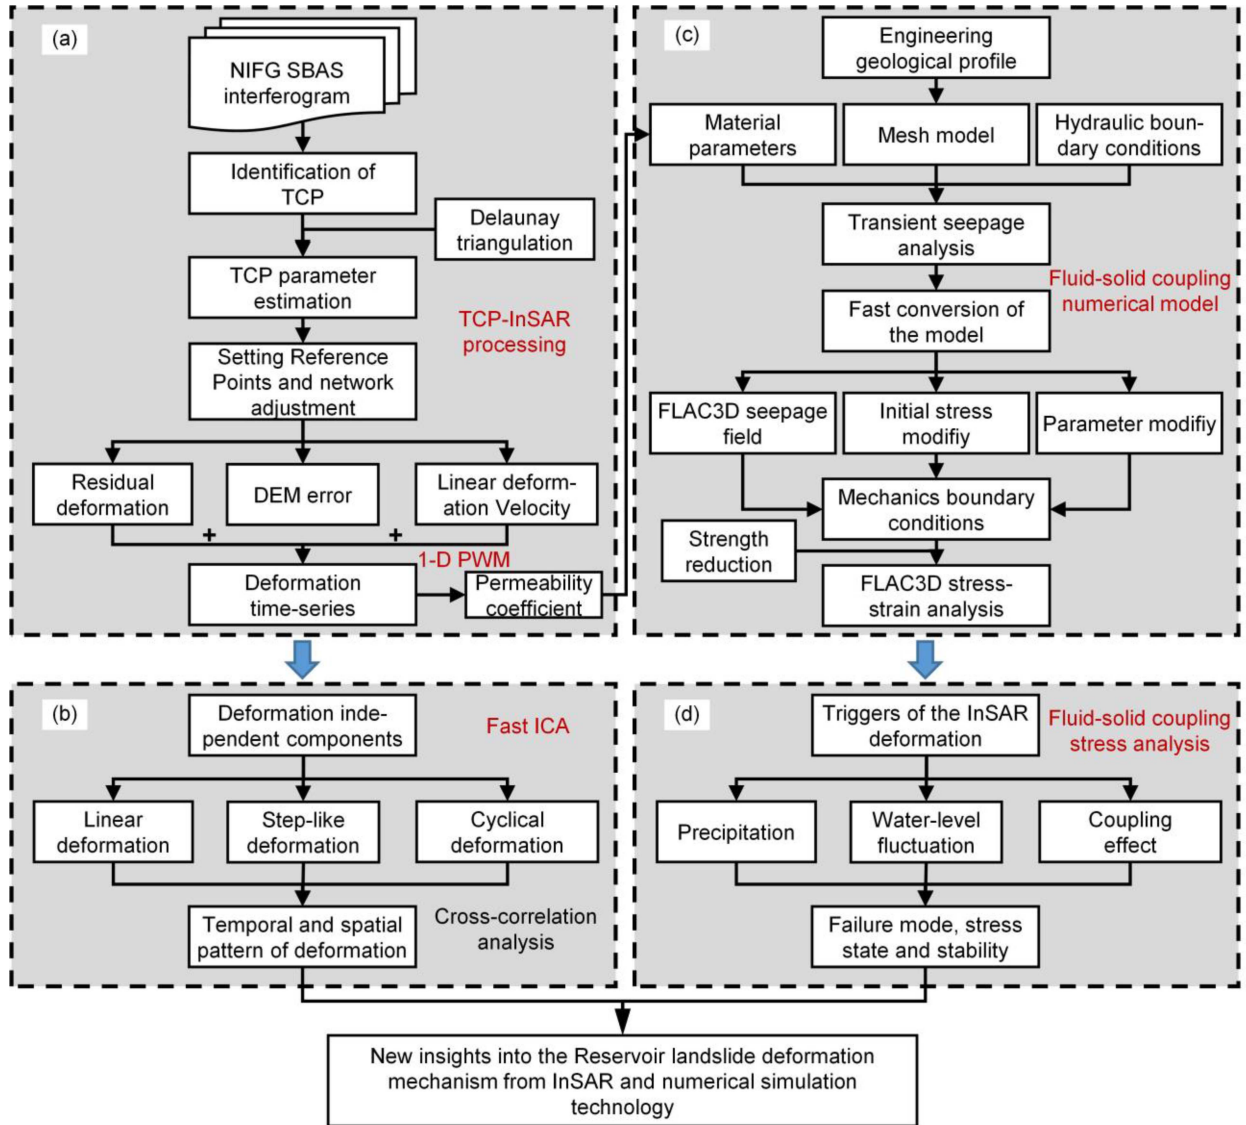 (a)
NIFG SBAS
interferogram
Identification of
TCP
Delaunay
triangulation
TCP parameter
estimation
TCP-InSAR
processing
Setting Reference
Points and network
adjustment
Residual
deformation
DEM error
Linear deform-
ation Velocity
+
+
1-D PWM
Deformation
time-series
Permeability
coefficient
(c)
Engineering
geological profile
Material
parameters
Mesh model
Hydraulic boun-
dary conditions
Transient seepage
analysis
Fluid-solid coupling
numerical model
Fast conversion of
the model
FLAC3D seepage
field
Initial stress
modifiy
Parameter modifiy
Mechanics boundary
conditions
Strength
reduction
FLAC3D stress-
strain analysis
(b)
Deformation inde-
pendent components
Fast ICA
Linear
deformation
Step-like
deformation
Cyclical
deformation
Temporal and spatial
pattern of deformation
Cross-correlation
analysis
(d)
Triggers of the InSAR
deformation
Fluid-solid coupling
stress analysis
Precipitation
Water-level
fluctuation
Coupling
effect
Failure mode, stress
state and stability
New insights into the Reservoir landslide deformation
mechanism from InSAR and numerical simulation
technology